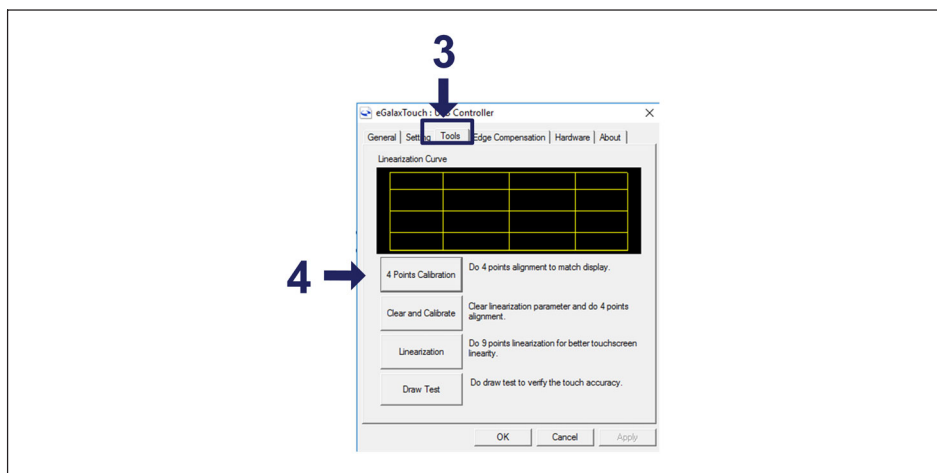 3
eGalaxTouch : USB Controller
General Setting Tools Edge Compensation Hardware About
Linearization Curve
4
4 Points Calibration Do 4 points alignment to match display.
Clear and Calibrate Clear linearization parameter and do 4 points
alignment.
Linearization Do 9 points linearization for better touchscreen
linearity.
Draw Test Do draw test to verify the touch accuracy.
OK Cancel Apply